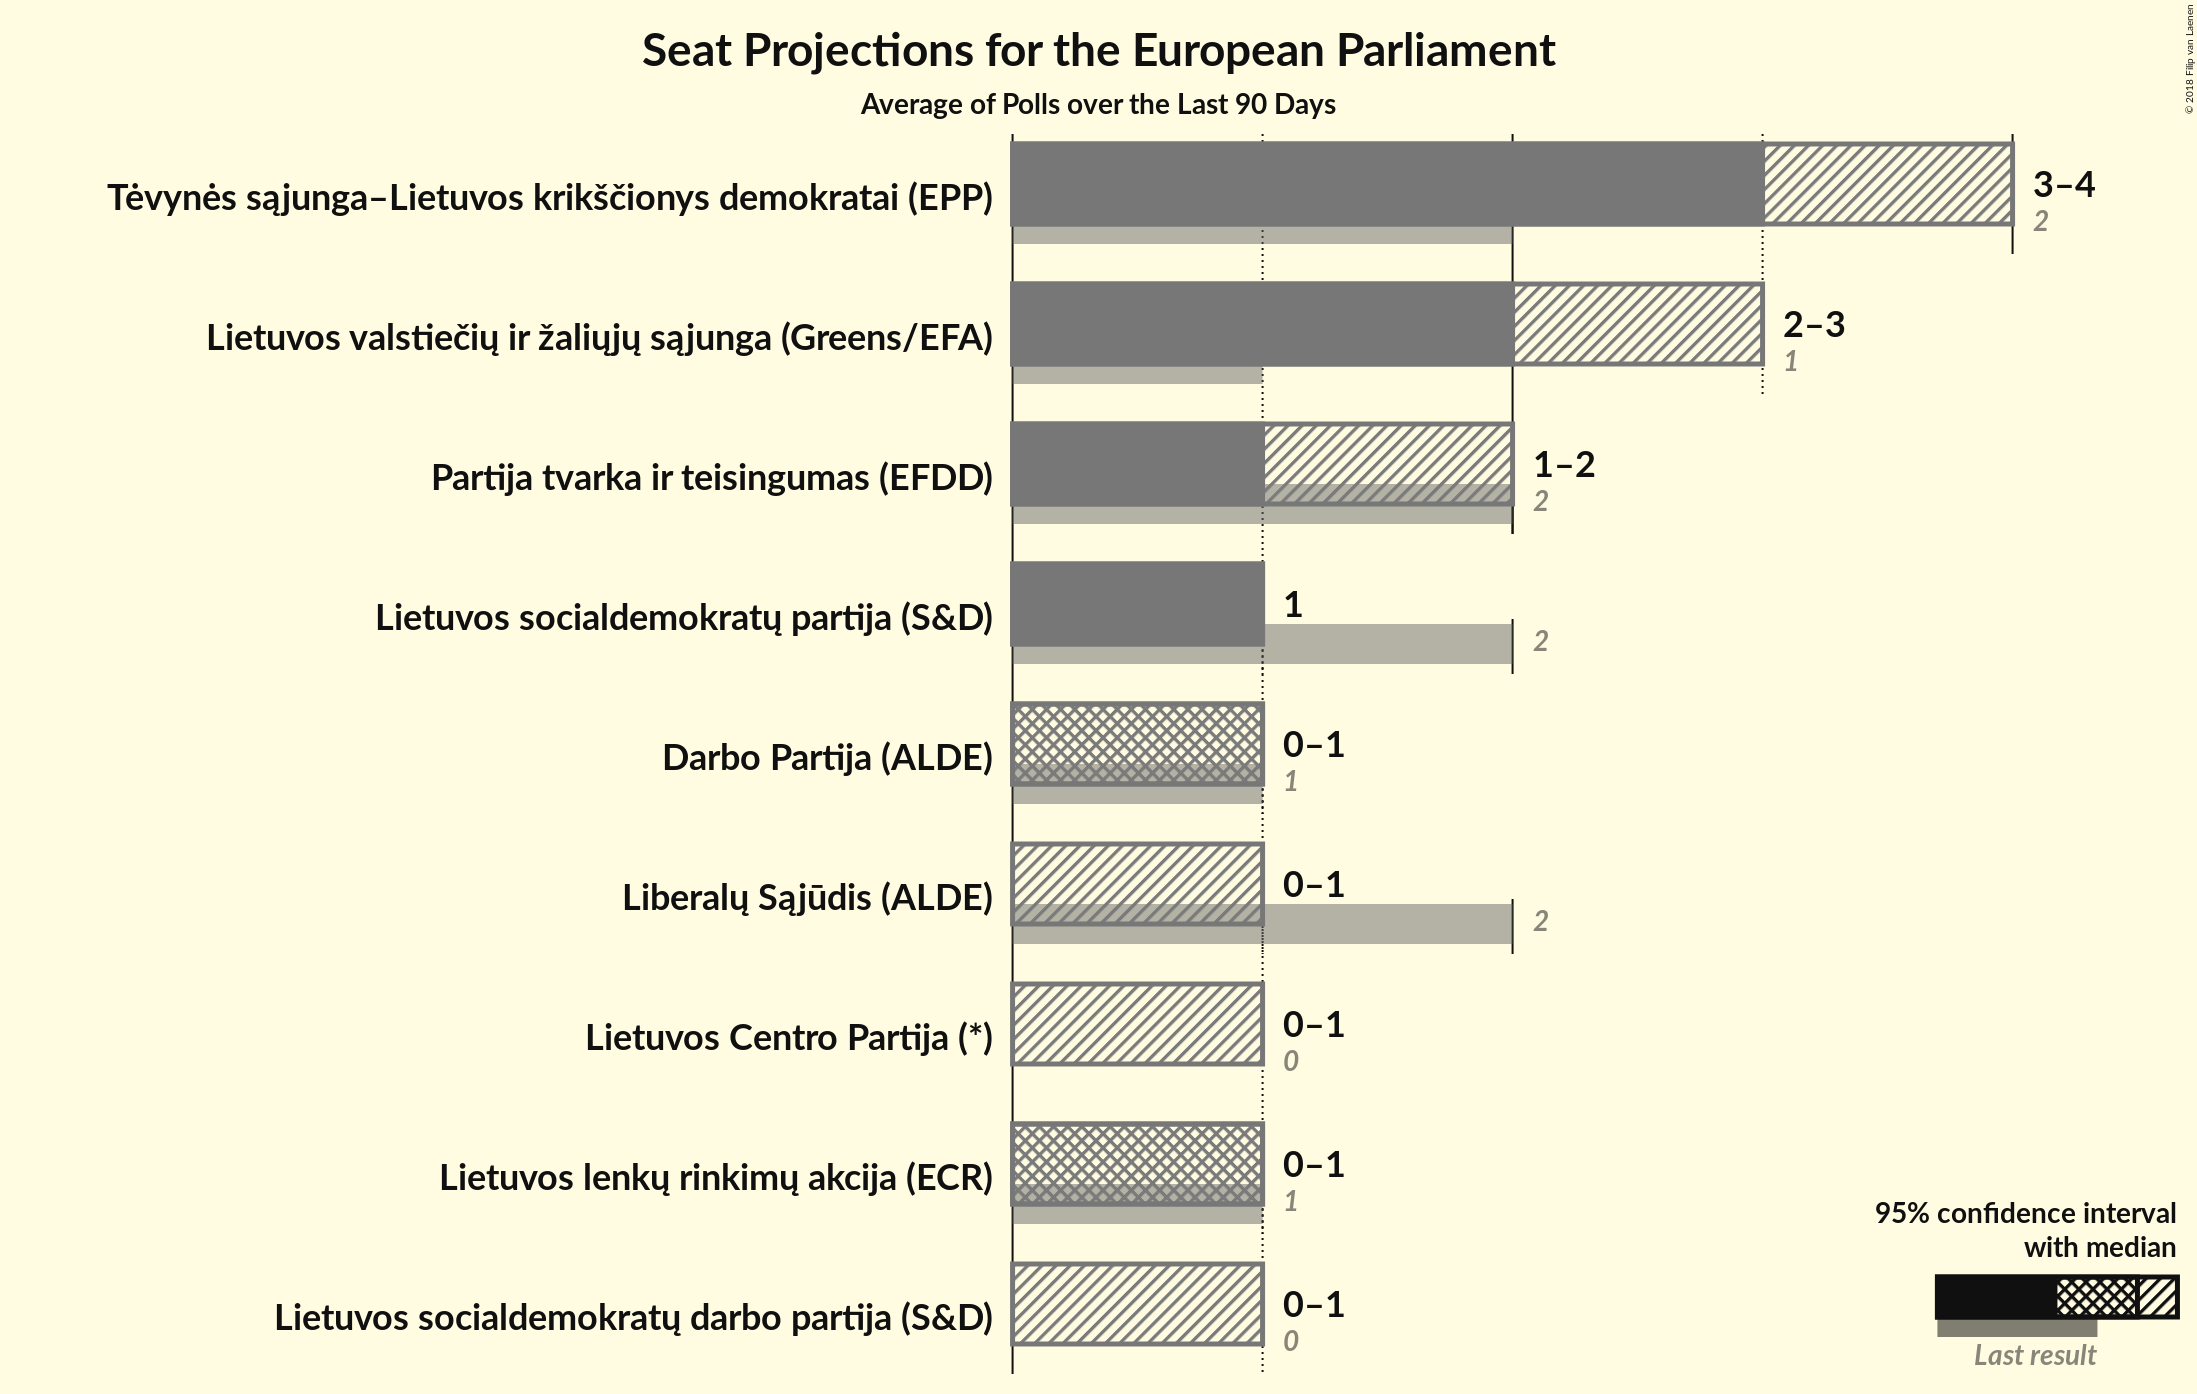 Seat Projections for the European Parliament
Average of Polls over the Last 90 Days
© 2018 Filip van Laenen
Tėvynės sąjunga–Lietuvos krikščionys demokratai (EPP)
3–4
2
Lietuvos valstiečių ir žaliųjų sąjunga (Greens/EFA)
2–3
1
Partija tvarka ir teisingumas (EFDD)
1–2
2
Lietuvos socialdemokratų partija (S&D)
1
2
Darbo Partija (ALDE)
0–1
1
Liberalų Sąjūdis (ALDE)
0–1
2
Lietuvos Centro Partija (*)
0–1
0
Lietuvos lenkų rinkimų akcija (ECR)
0–1
1
Lietuvos socialdemokratų darbo partija (S&D)
0–1
0
95% confidence interval
with median
Last result